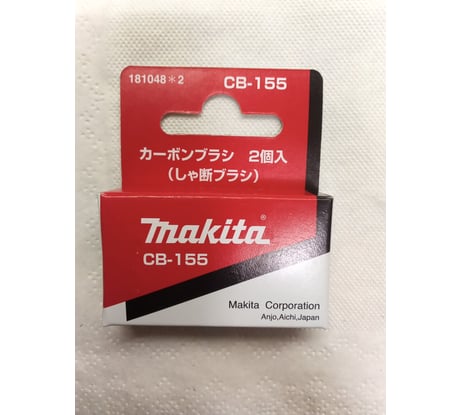 181048＊2 CB-155
カーボンブラシ 2個入
（しゃ断ブラシ）
makita®
CB-155
Makita Corporation
Anjo,Aichi,Japan